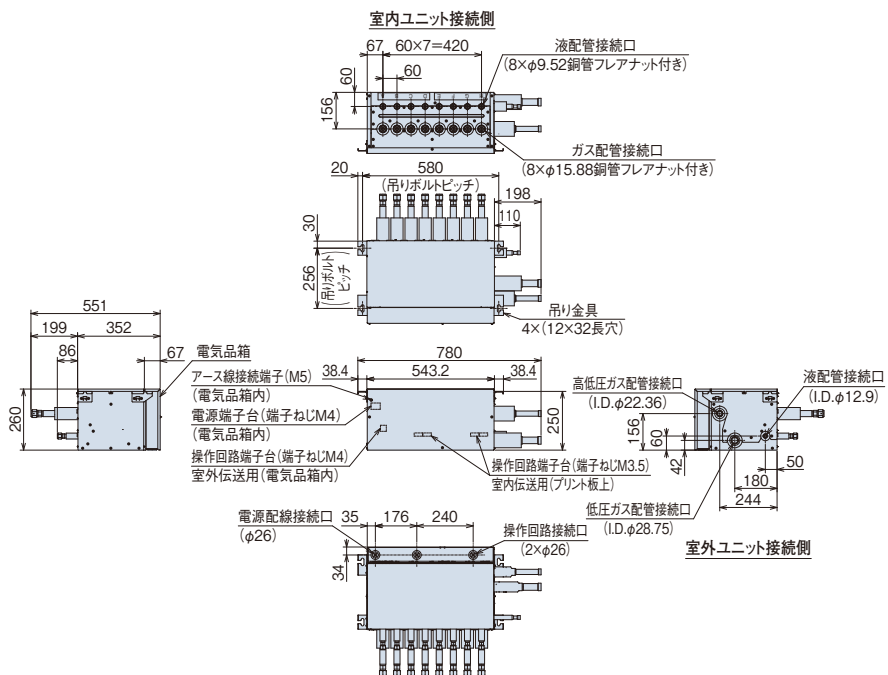 室内ユニット接続側
67
60×7=420
60
60
156
液配管接続口
(8×φ9.52銅管フレアナット付き)
ガス配管接続口
(8×φ15.88銅管フレアナット付き)
20
580
(吊りボルトピッチ)
198
110
30
256
(吊りボルト
ピッチ)
吊り金具
4×(12×32長穴)
551
199
352
86
67
電気品箱
260
アース線接続端子(M5)
(電気品箱内)
電源端子台(端子ねじM4)
(電気品箱内)
操作回路端子台(端子ねじM4)
室外伝送用(電気品箱内)
780
38.4
543.2
38.4
250
操作回路端子台(端子ねじM3.5)
室内伝送用(プリント板上)
高低圧ガス配管接続口
(I.D.φ22.36)
液配管接続口
(I.D.φ12.9)
156
60
42
50
180
244
低圧ガス配管接続口
(I.D.φ28.75)
室外ユニット接続側
電源配線接続口
(φ26)
35
176
240
操作回路接続口
(2×φ26)
34